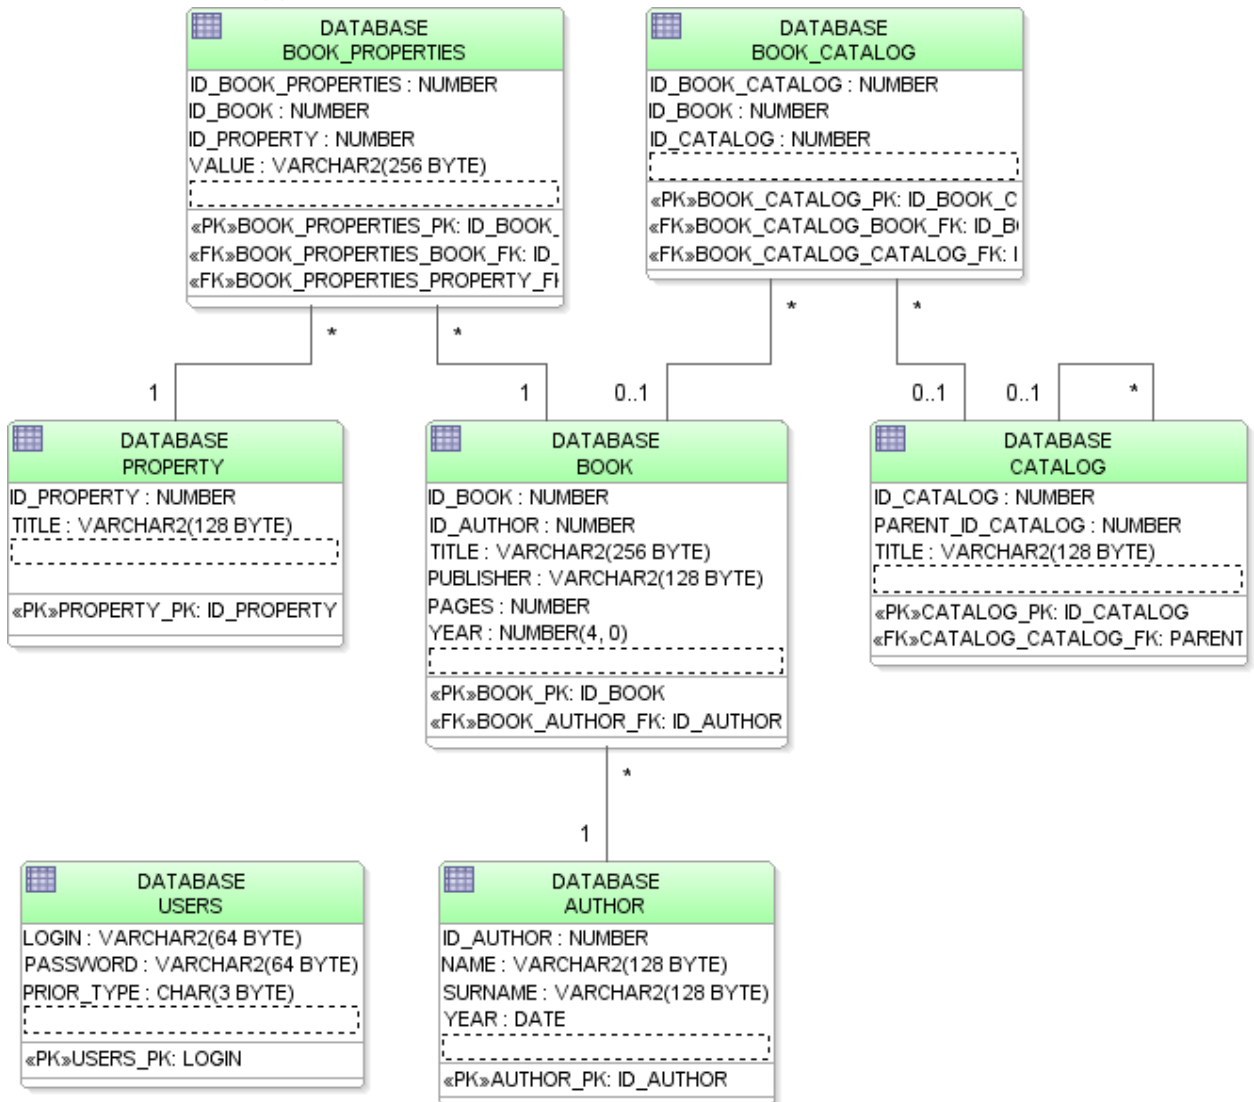 DATABASE
BOOK_PROPERTIES
ID_BOOK_PROPERTIES : NUMBER
ID_BOOK : NUMBER
ID_PROPERTY : NUMBER
VALUE : VARCHAR2(256 BYTE)
«PK»BOOK_PROPERTIES_PK: ID_BOOK_
«FK»BOOK_PROPERTIES_BOOK_FK: ID_
«FK»BOOK_PROPERTIES_PROPERTY_FK
DATABASE
BOOK_CATALOG
ID_BOOK_CATALOG : NUMBER
ID_BOOK : NUMBER
ID_CATALOG : NUMBER
«PK»BOOK_CATALOG_PK: ID_BOOK_C
«FK»BOOK_CATALOG_BOOK_FK: ID_B
«FK»BOOK_CATALOG_CATALOG_FK: I
* * * *
1 1 0..1 0..1 0..1 *
DATABASE
PROPERTY
ID_PROPERTY : NUMBER
TITLE : VARCHAR2(128 BYTE)
«PK»PROPERTY_PK: ID_PROPERTY
DATABASE
BOOK
ID_BOOK : NUMBER
ID_AUTHOR : NUMBER
TITLE : VARCHAR2(256 BYTE)
PUBLISHER : VARCHAR2(128 BYTE)
PAGES : NUMBER
YEAR : NUMBER(4, 0)
«PK»BOOK_PK: ID_BOOK
«FK»BOOK_AUTHOR_FK: ID_AUTHOR
DATABASE
CATALOG
ID_CATALOG : NUMBER
PARENT_ID_CATALOG : NUMBER
TITLE : VARCHAR2(128 BYTE)
«PK»CATALOG_PK: ID_CATALOG
«FK»CATALOG_CATALOG_FK: PARENT
*
1
DATABASE
USERS
LOGIN : VARCHAR2(64 BYTE)
PASSWORD : VARCHAR2(64 BYTE)
PRIOR_TYPE : CHAR(3 BYTE)
«PK»USERS_PK: LOGIN
DATABASE
AUTHOR
ID_AUTHOR : NUMBER
NAME : VARCHAR2(128 BYTE)
SURNAME : VARCHAR2(128 BYTE)
YEAR : DATE
«PK»AUTHOR_PK: ID_AUTHOR